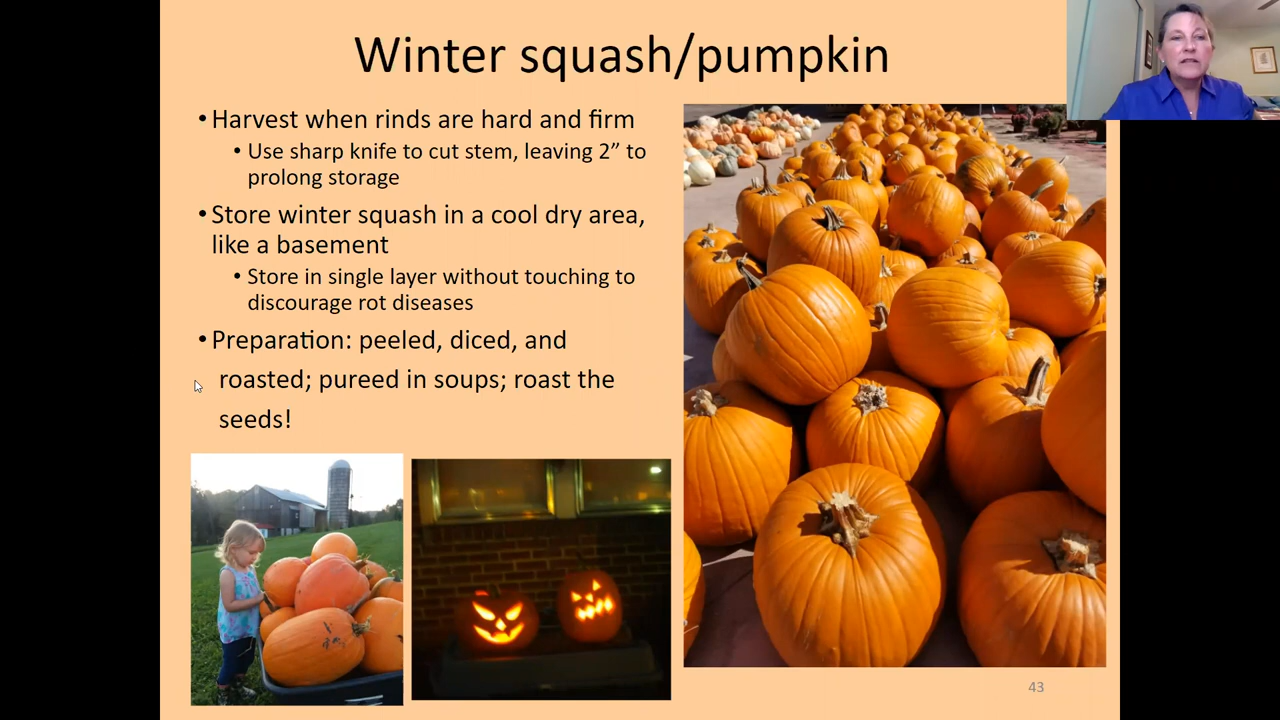 Winter squash/pumpkin
• Harvest when rinds are hard and firm
• Use sharp knife to cut stem, leaving 2” to
prolong storage
• Store winter squash in a cool dry area,
like a basement
• Store in single layer without touching to
discourage rot diseases
• Preparation: peeled, diced, and
roasted; pureed in soups; roast the
seeds!
43